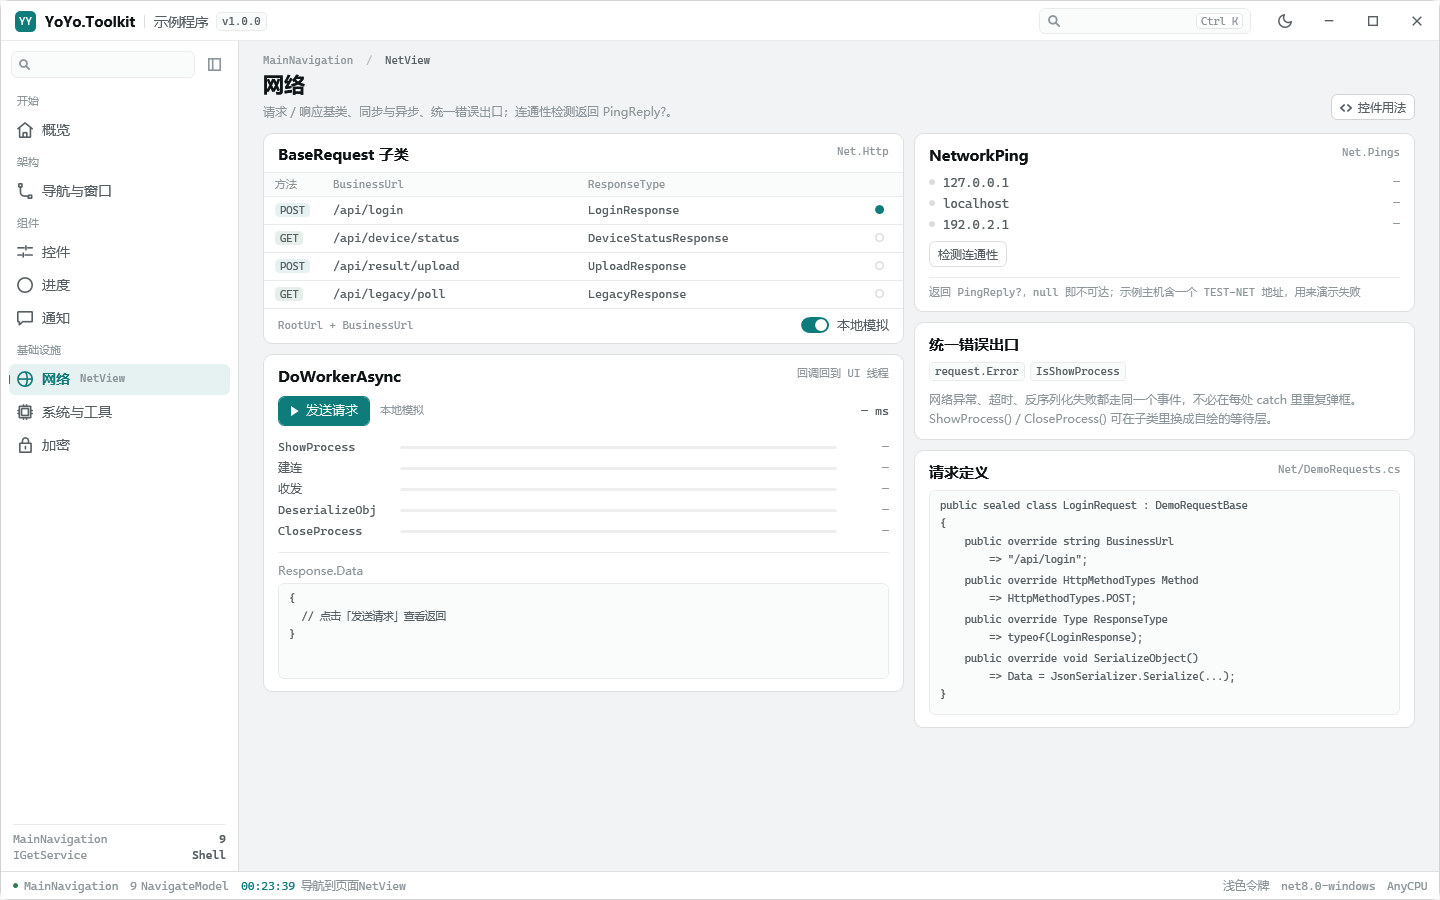 YY YoYo.Toolkit 示例程序 v1.0.0
Ctrl K
开始
概览
架构
导航与窗口
组件
控件
进度
通知
基础设施
网络 NetView
系统与工具
加密
MainNavigation 9
IGetService Shell
MainNavigation / NetView
网络
请求 / 响应基类、同步与异步、统一错误出口；连通性检测返回 PingReply?。
控件用法
BaseRequest 子类 Net.Http
方法 BusinessUrl ResponseType
POST /api/login LoginResponse
GET /api/device/status DeviceStatusResponse
POST /api/result/upload UploadResponse
GET /api/legacy/poll LegacyResponse
RootUrl + BusinessUrl 本地模拟
DoWorkerAsync 回调回到 UI 线程
发送请求 本地模拟 — ms
ShowProcess —
建连 —
收发 —
DeserializeObj —
CloseProcess —
Response.Data
{
// 点击「发送请求」查看返回
}
NetworkPing Net.Pings
127.0.0.1 —
localhost —
192.0.2.1 —
检测连通性
返回 PingReply?，null 即不可达；示例主机含一个 TEST-NET 地址，用来演示失败
统一错误出口
request.Error IsShowProcess
网络异常、超时、反序列化失败都走同一个事件，不必在每处 catch 里重复弹框。
ShowProcess() / CloseProcess() 可在子类里换成自绘的等待层。
请求定义 Net/DemoRequests.cs
public sealed class LoginRequest : DemoRequestBase
{
public override string BusinessUrl
=> "/api/login";
public override HttpMethodTypes Method
=> HttpMethodTypes.POST;
public override Type ResponseType
=> typeof(LoginResponse);
public override void SerializeObject()
=> Data = JsonSerializer.Serialize(...);
}
MainNavigation 9 NavigateModel 00:23:39 导航到页面NetView
浅色令牌 net8.0-windows AnyCPU